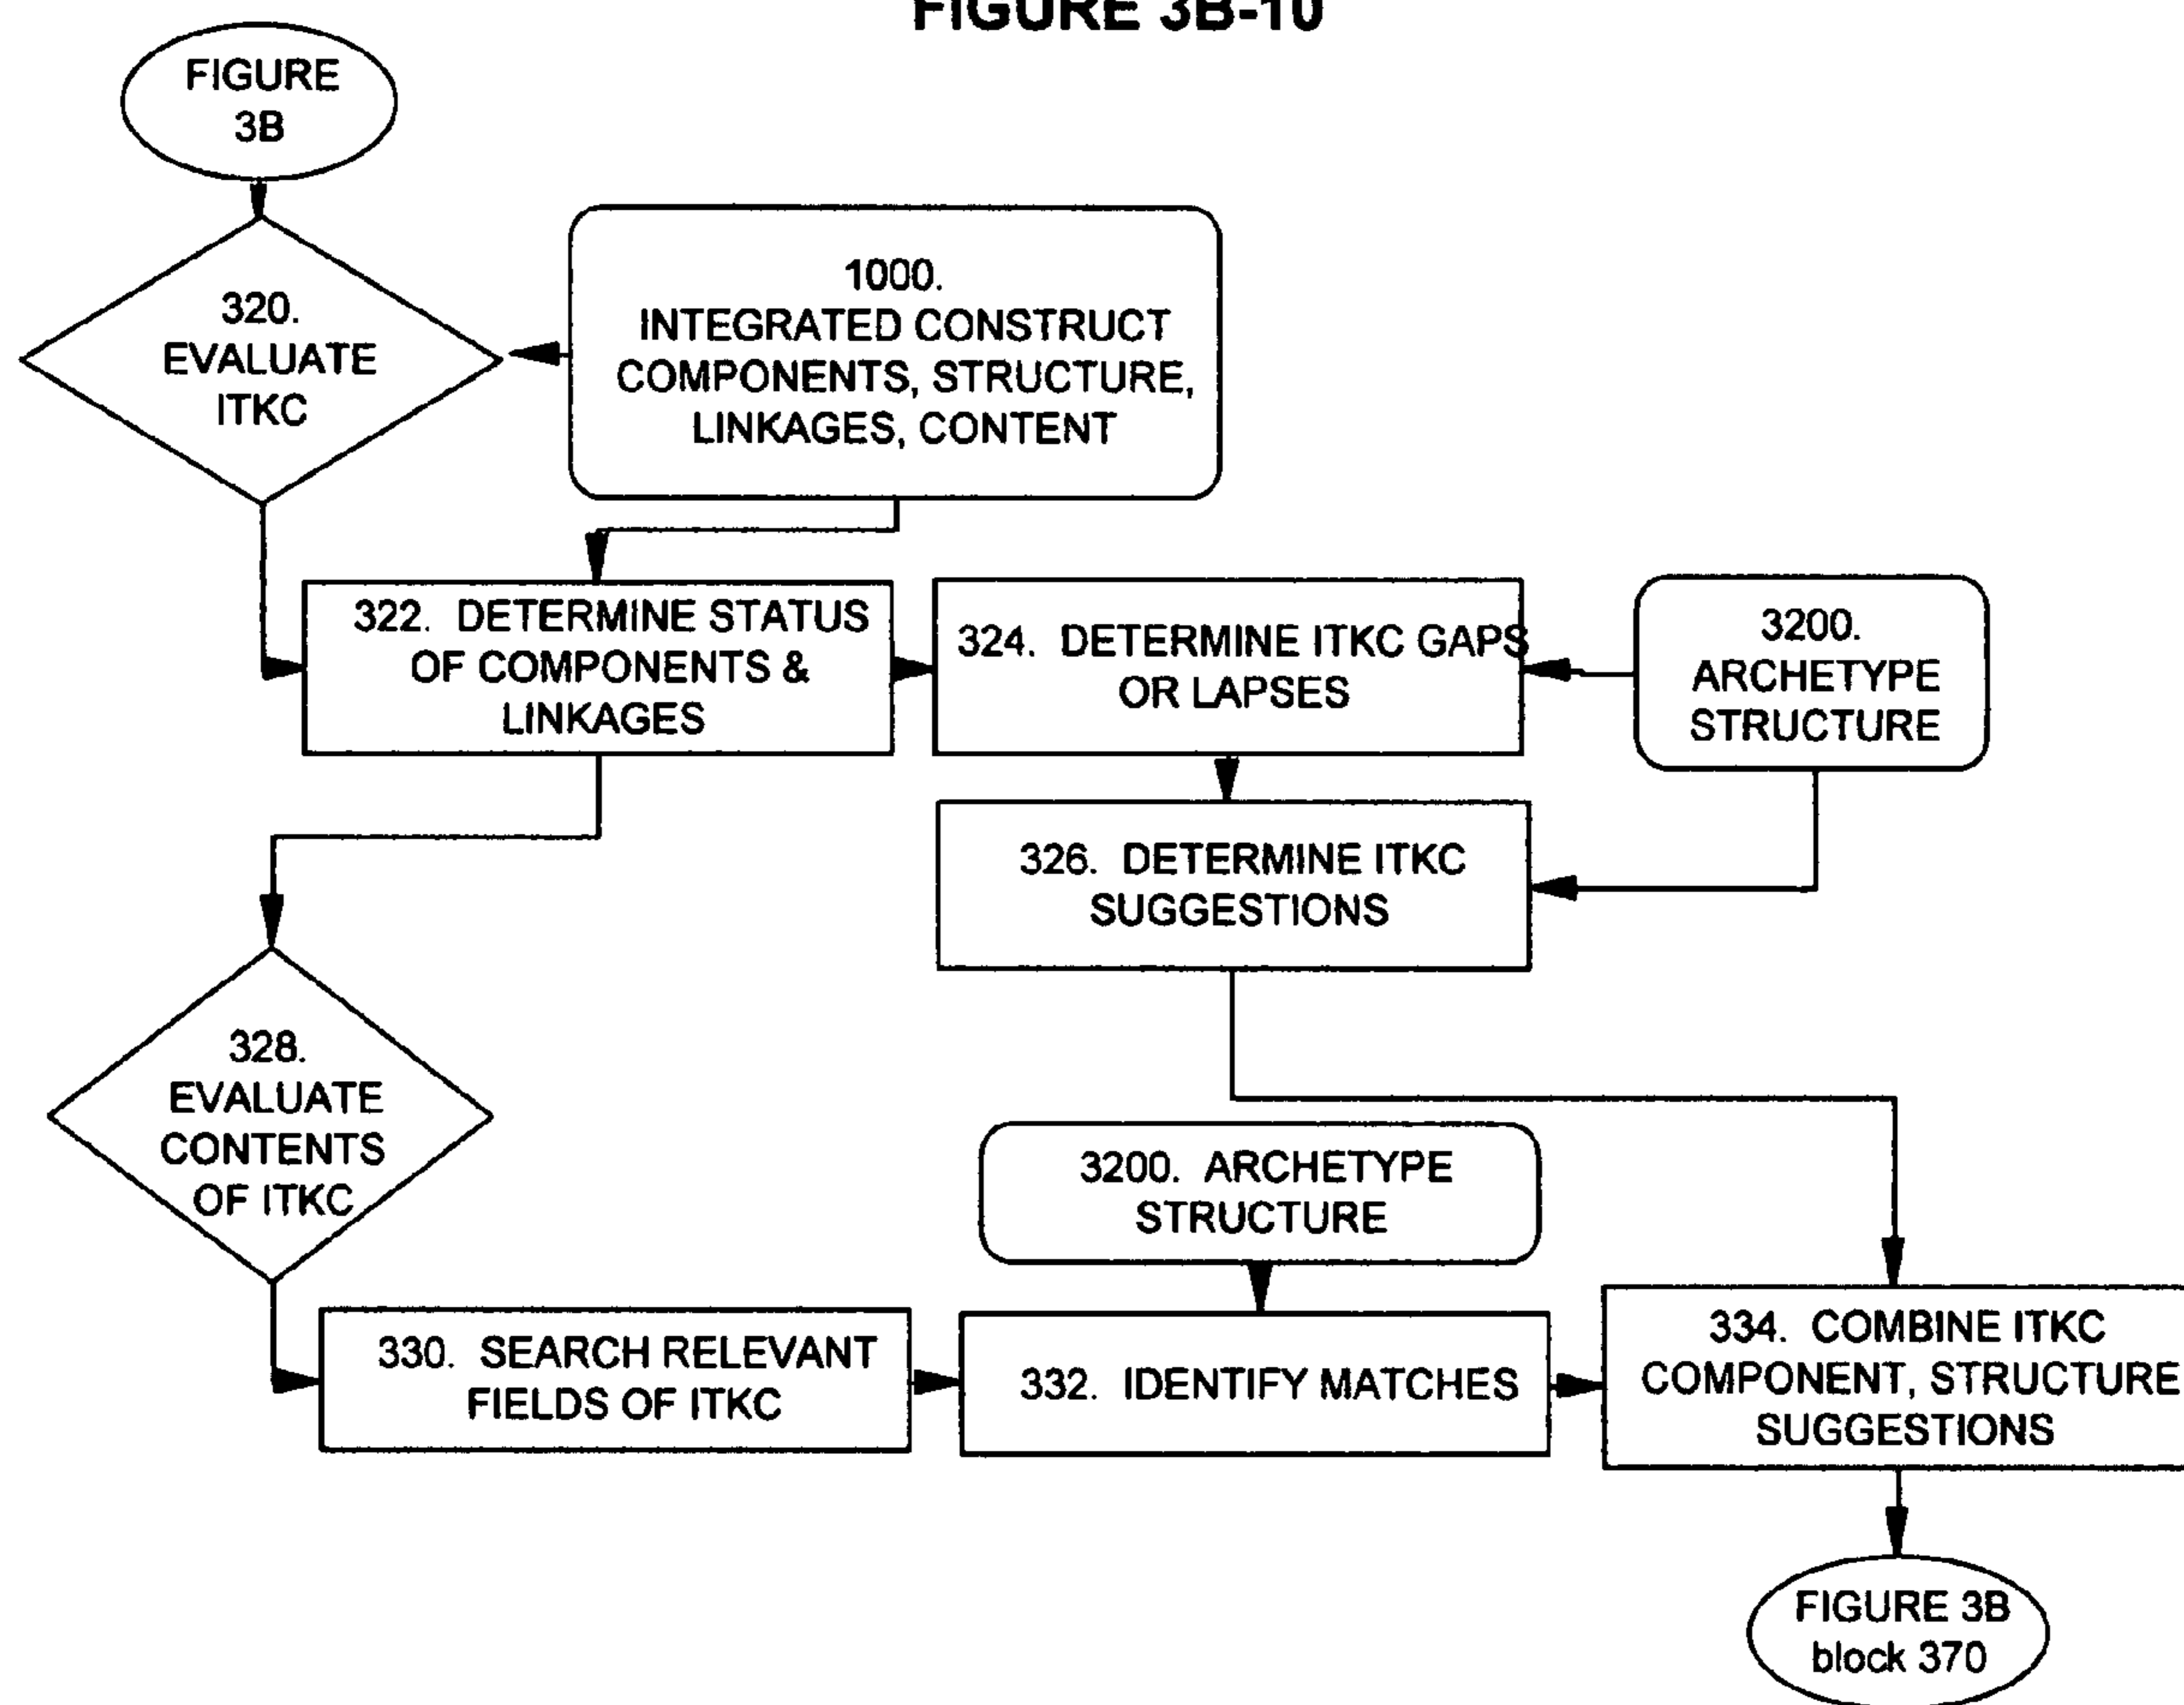 FIGURE 3B-10
FIGURE
3B
320.
EVALUATE
ITKC
1000.
INTEGRATED CONSTRUCT
COMPONENTS, STRUCTURE,
LINKAGES, CONTENT
322. DETERMINE STATUS
OF COMPONENTS &
LINKAGES
324. DETERMINE ITKC GAPS
OR LAPSES
3200.
ARCHETYPE
STRUCTURE
326. DETERMINE ITKC
SUGGESTIONS
328.
EVALUATE
CONTENTS
OF ITKC
3200. ARCHETYPE
STRUCTURE
330. SEARCH RELEVANT
FIELDS OF ITKC
332. IDENTIFY MATCHES
334. COMBINE ITKC
COMPONENT, STRUCTURE
SUGGESTIONS
FIGURE 3B
block 370